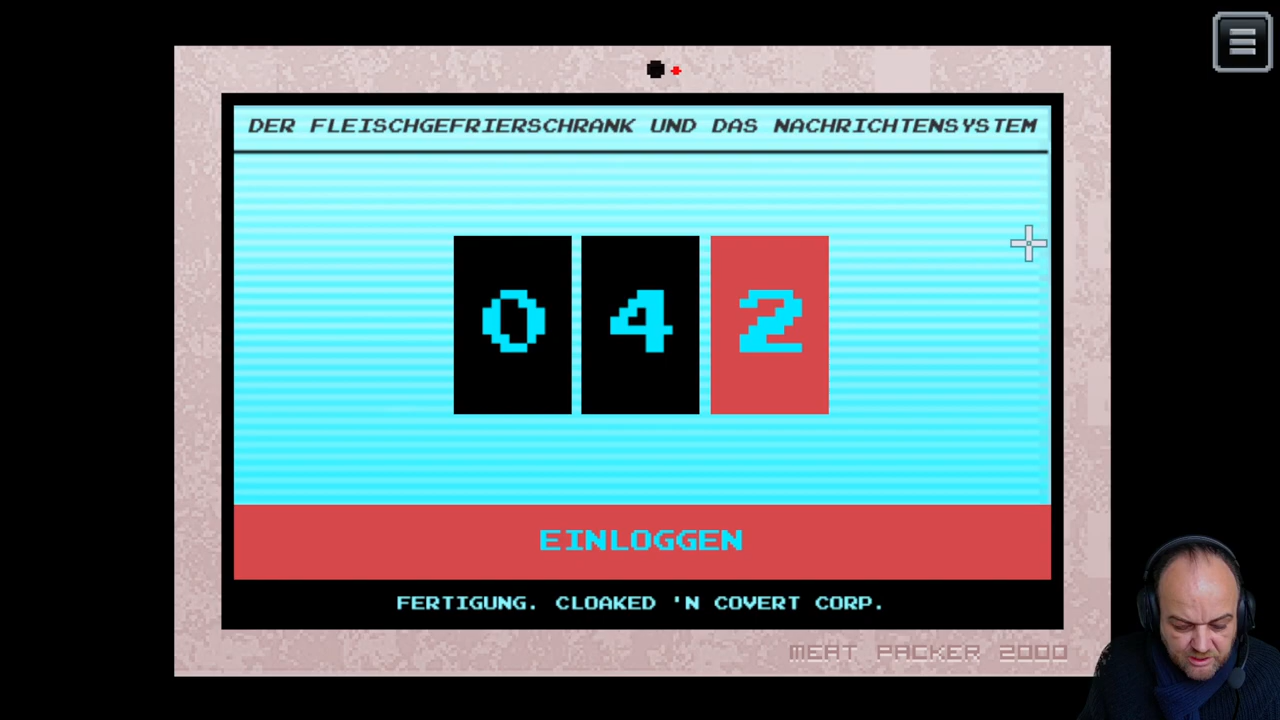 DER FLEISCHGEFRIERSCHRANK UND DAS NACHRICHTENSYSTEM
0 4 2
EINLOGGEN
FERTIGUNG. CLOAKED 'N COVERT CORP.
MEAT PACKER 2000